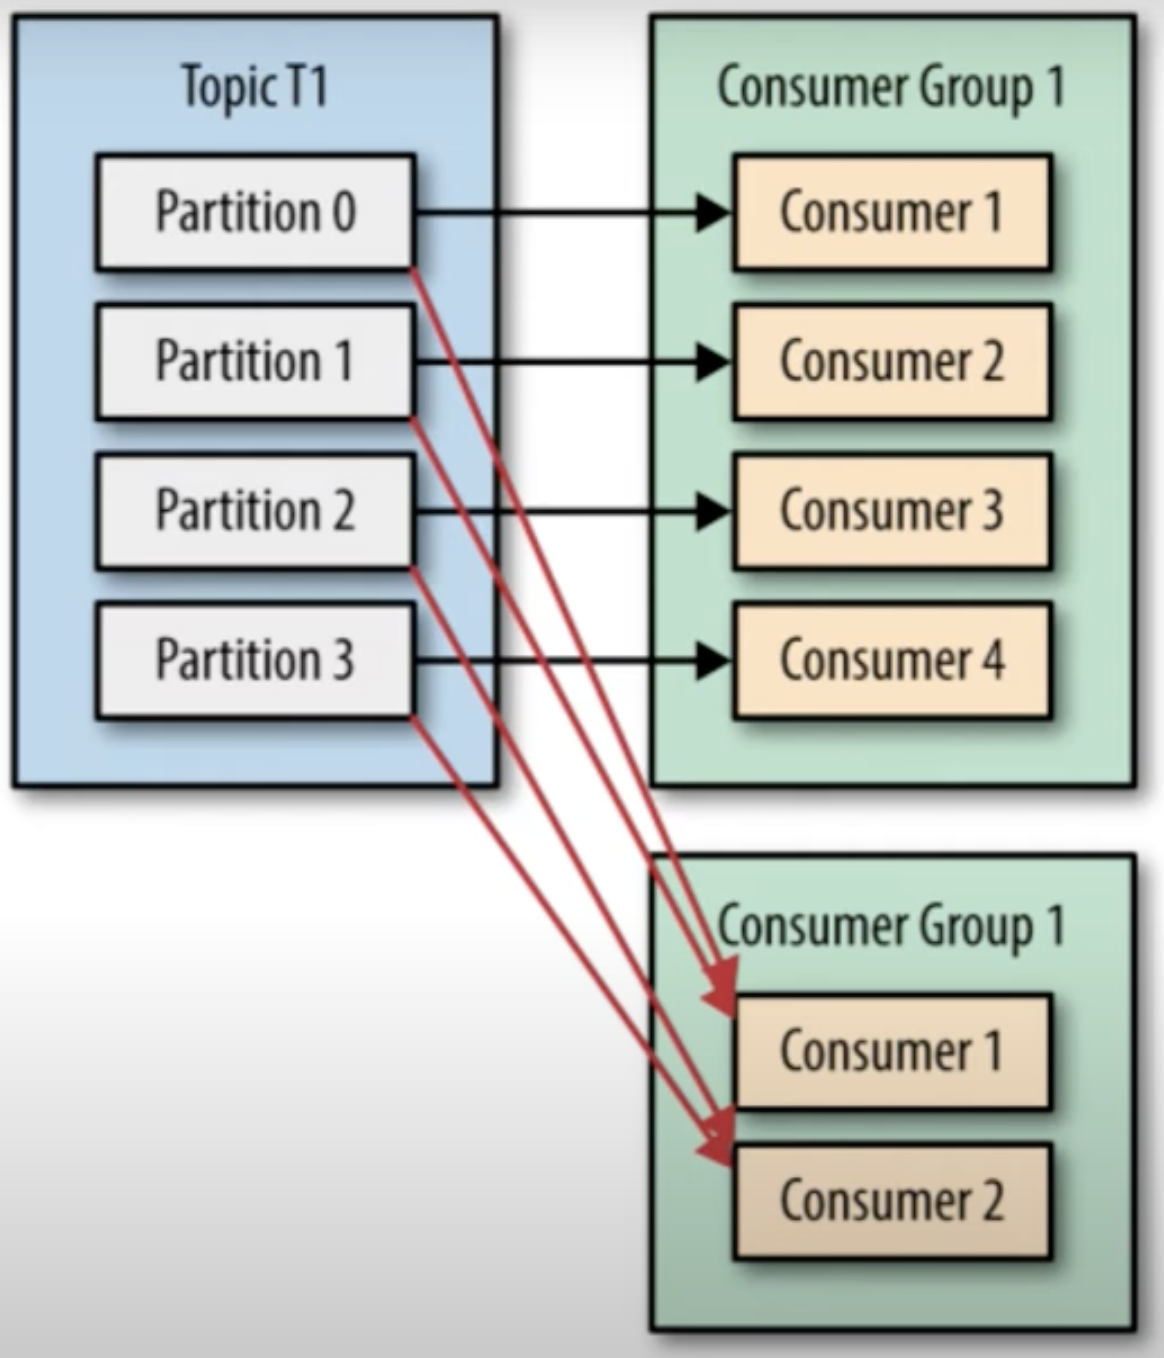 Topic T1
Partition 0
Partition 1
Partition 2
Partition 3
Consumer Group 1
Consumer 1
Consumer 2
Consumer 3
Consumer 4
Consumer Group 1
Consumer 1
Consumer 2